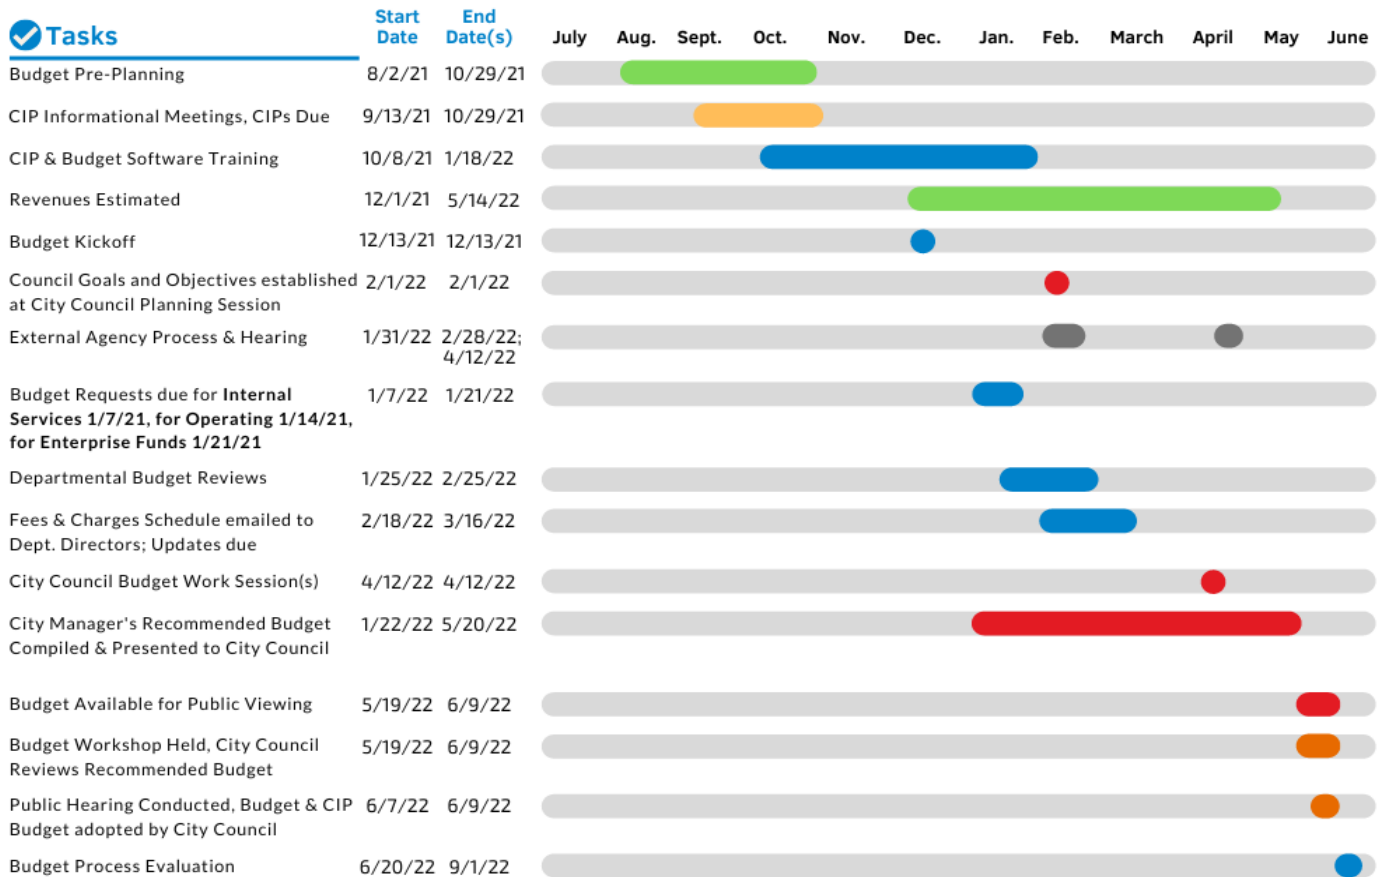 Tasks Start Date End Date(s) July Aug. Sept. Oct. Nov. Dec. Jan. Feb. March April May June
Budget Pre-Planning 8/2/21 10/29/21
CIP Informational Meetings, CIPs Due 9/13/21 10/29/21
CIP & Budget Software Training 10/8/21 1/18/22
Revenues Estimated 12/1/21 5/14/22
Budget Kickoff 12/13/21 12/13/21
Council Goals and Objectives established 2/1/22 2/1/22
at City Council Planning Session
External Agency Process & Hearing 1/31/22 2/28/22;
4/12/22
Budget Requests due for Internal 1/7/22 1/21/22
Services 1/7/21, for Operating 1/14/21,
for Enterprise Funds 1/21/21
Departmental Budget Reviews 1/25/22 2/25/22
Fees & Charges Schedule emailed to 2/18/22 3/16/22
Dept. Directors; Updates due
City Council Budget Work Session(s) 4/12/22 4/12/22
City Manager's Recommended Budget 1/22/22 5/20/22
Compiled & Presented to City Council
Budget Available for Public Viewing 5/19/22 6/9/22
Budget Workshop Held, City Council 5/19/22 6/9/22
Reviews Recommended Budget
Public Hearing Conducted, Budget & CIP 6/7/22 6/9/22
Budget adopted by City Council
Budget Process Evaluation 6/20/22 9/1/22